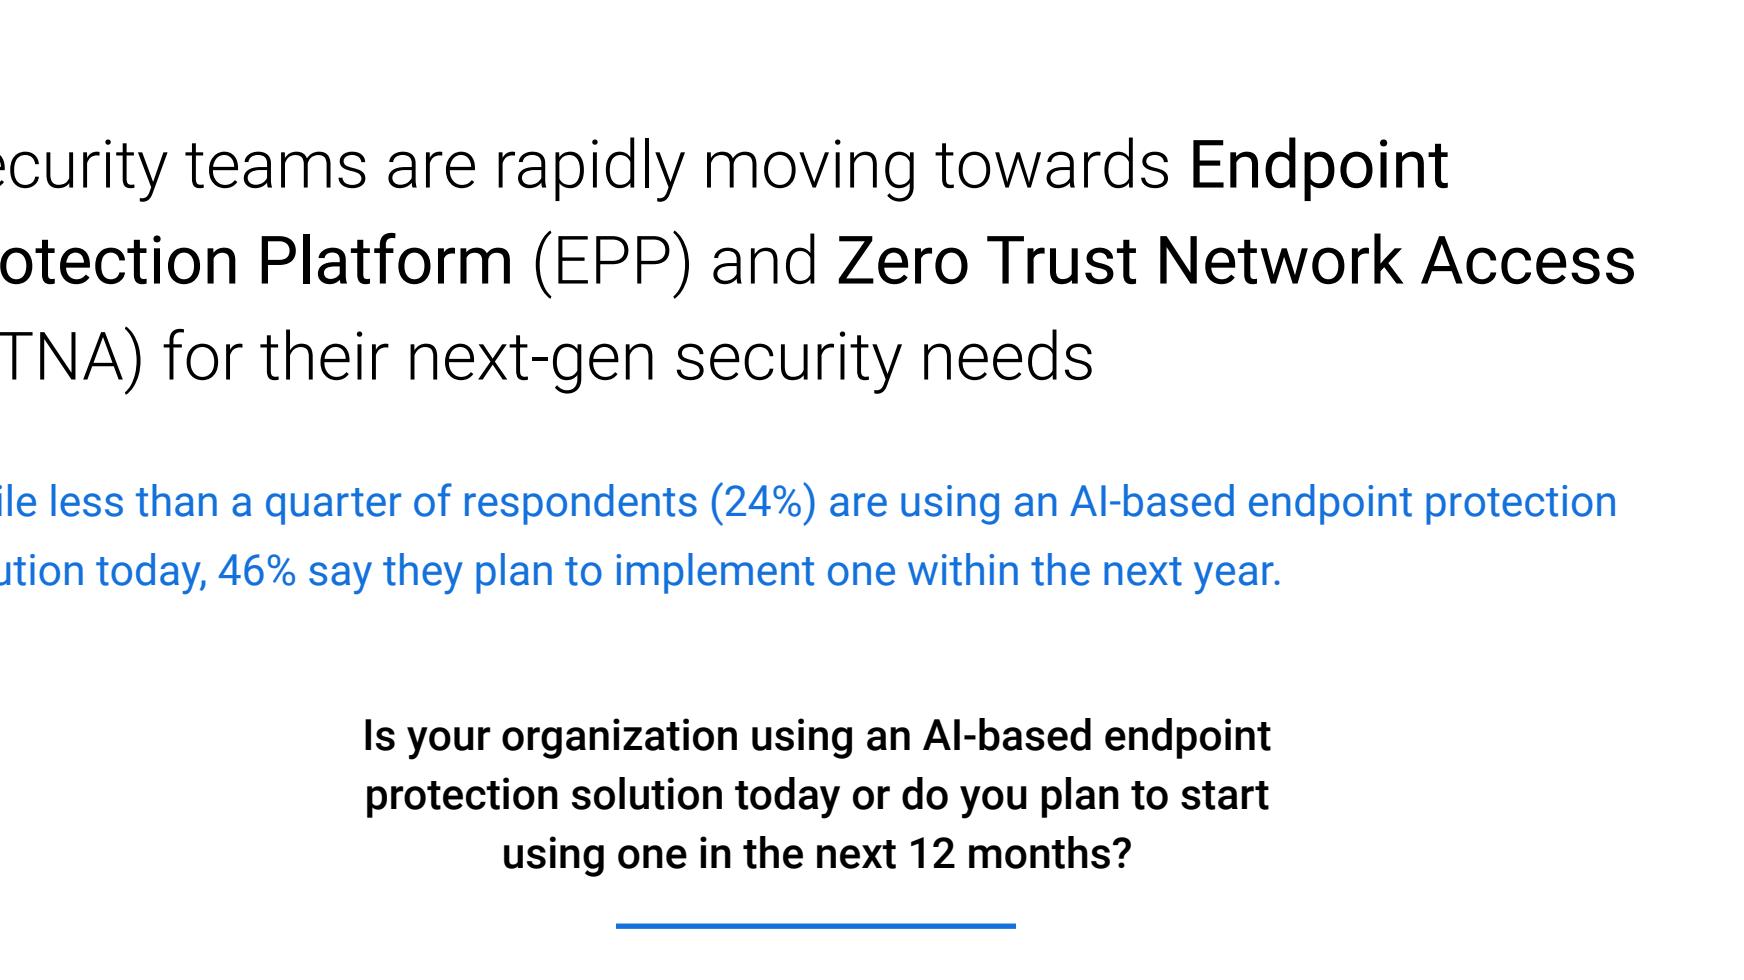 ecurity teams are rapidly moving towards Endpoint
otection Platform (EPP) and Zero Trust Network Access
TNA) for their next-gen security needs
ile less than a quarter of respondents (24%) are using an AI-based endpoint protection
ution today, 46% say they plan to implement one within the next year.
Is your organization using an AI-based endpoint
protection solution today or do you plan to start
using one in the next 12 months?